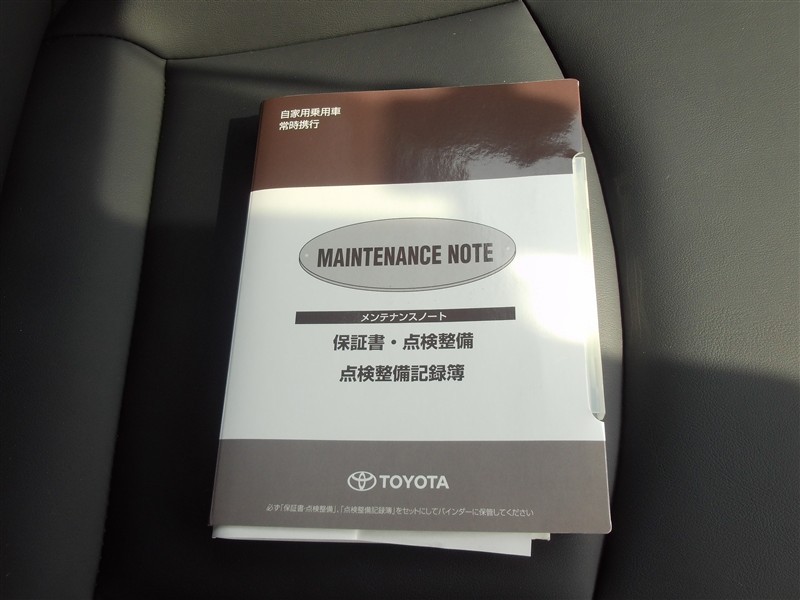 自家用乗用車
常時携行
MAINTENANCE NOTE
メンテナンスノート
保証書・点検整備
点検整備記録簿
TOYOTA
必ず「保証書・点検整備」、「点検整備記録簿」をセットにしてバインダーに保管してください